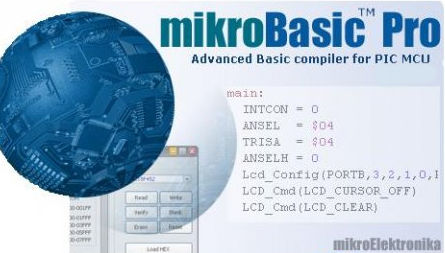 mikroBasic™ Pro
Advanced Basic compiler for PIC MCU
main:
INTCON = 0
ANSEL = $04
TRISA = $04
ANSELH = 0
Lcd_Config(PORTB,3,2,1,0,
LCD_Cmd(LCD_CURSOR_OFF)
LCD_Cmd(LCD_CLEAR)
Read Write
Verify Blank
Erase Reset
Load HEX
mikroElektronika